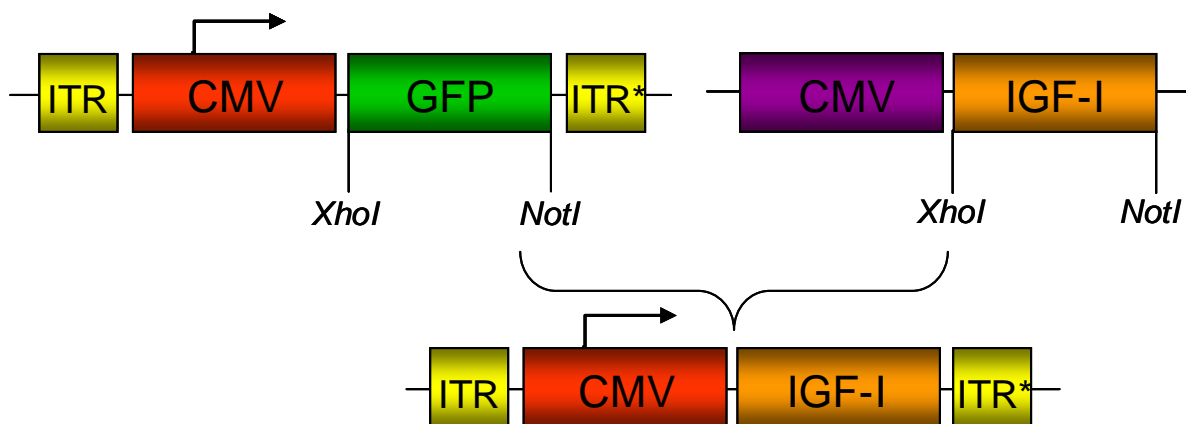 ITR CMV GFP ITR* CMV IGF-I
XhoI NotI XhoI NotI
ITR CMV IGF-I ITR*